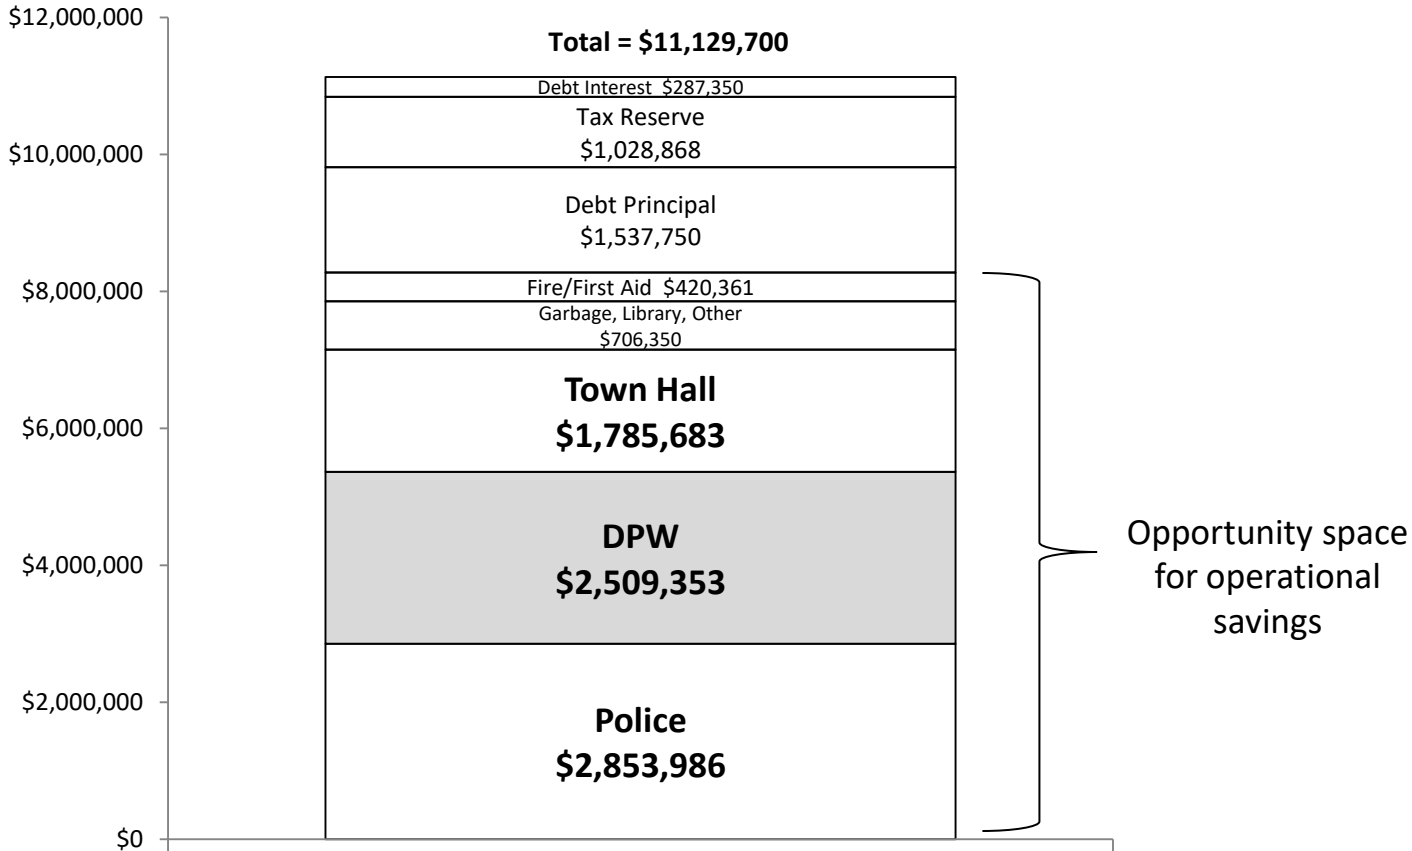 $12,000,000
Total = $11,129,700
Debt Interest  $287,350
Tax Reserve
$1,028,868
$10,000,000
Debt Principal
$1,537,750
$8,000,000
Fire/First Aid  $420,361
Garbage, Library, Other
$706,350
Town Hall
$1,785,683
$6,000,000
DPW
$2,509,353
$4,000,000
Opportunity space
for operational
savings
$2,000,000
Police
$2,853,986
$0